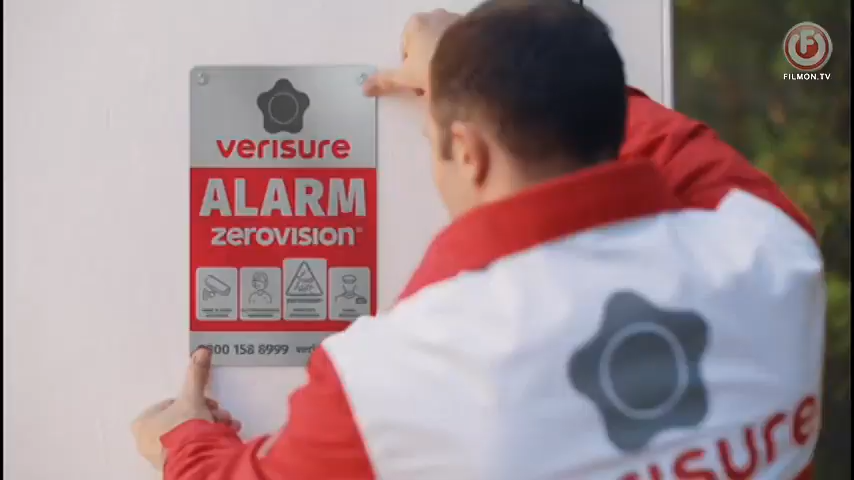 FILMON.TV
verisure
ALARM
zerovision®
0800 158 8999
verisure